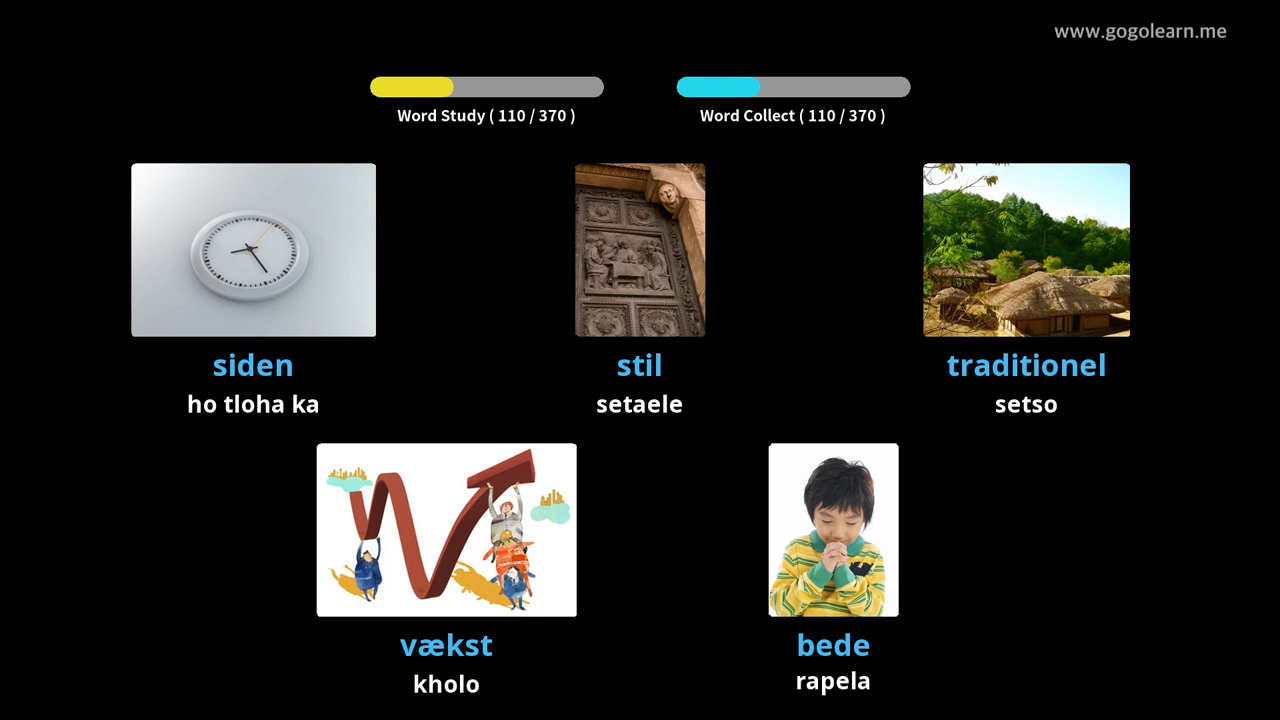 www.gogolearn.me
Word Study ( 110 / 370 )
Word Collect ( 110 / 370 )
siden
ho tloha ka
stil
setaele
traditionel
setso
vækst
kholo
bede
rapela